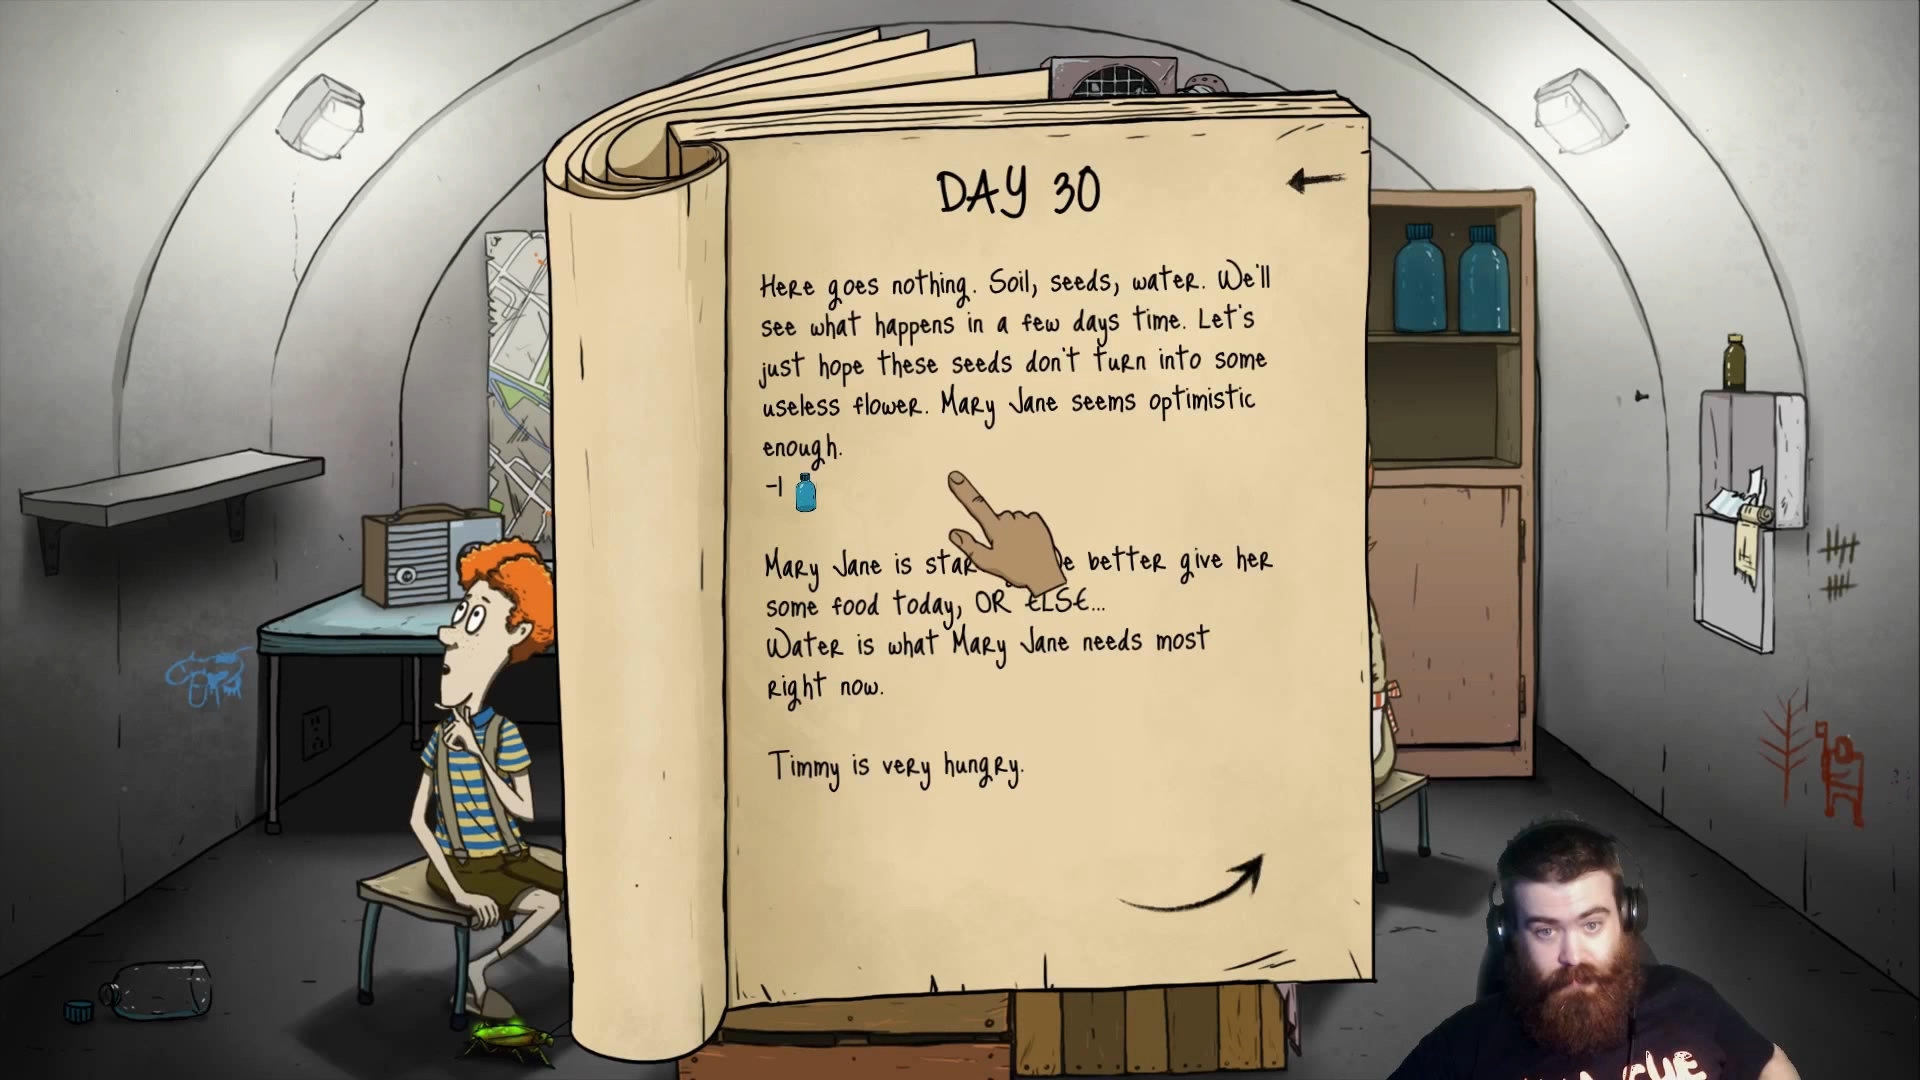 DAY 30
Here goes nothing. Soil, seeds, water. We'll
see what happens in a few days time. Let's
just hope these seeds don't turn into some
useless flower. Mary Jane seems optimistic
enough.
-1
Mary Jane is better give her
some food today, OR ELSE...
Water is what Mary Jane needs most
right now.
Timmy is very hungry.